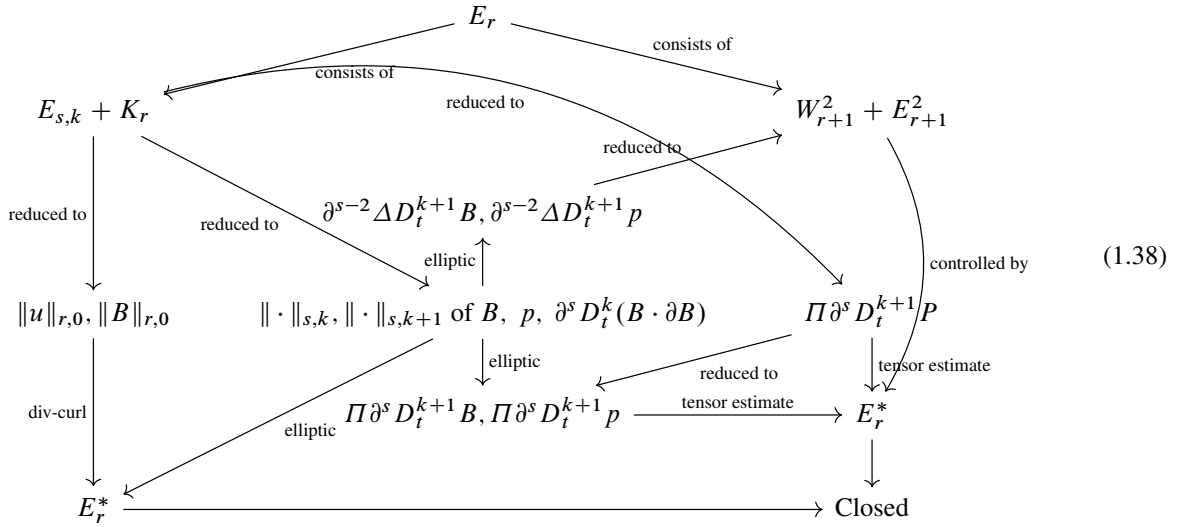 E_r
consists of
consists of
reduced to
E_{s,k} + K_r
W^2_{r+1} + E^2_{r+1}
reduced to
∂^{s−2}ΔD_t^{k+1}B, ∂^{s−2}ΔD_t^{k+1}p
reduced to
reduced to
elliptic
controlled by
(1.38)
‖u‖_{r,0}, ‖B‖_{r,0}
‖·‖_{s,k}, ‖·‖_{s,k+1} of B, p, ∂^s D_t^k(B · ∂B)
Π∂^s D_t^{k+1}P
elliptic
tensor estimate
reduced to
div-curl
elliptic
Π∂^s D_t^{k+1}B, Π∂^s D_t^{k+1}p
tensor estimate
E_r^*
E_r^*
Closed